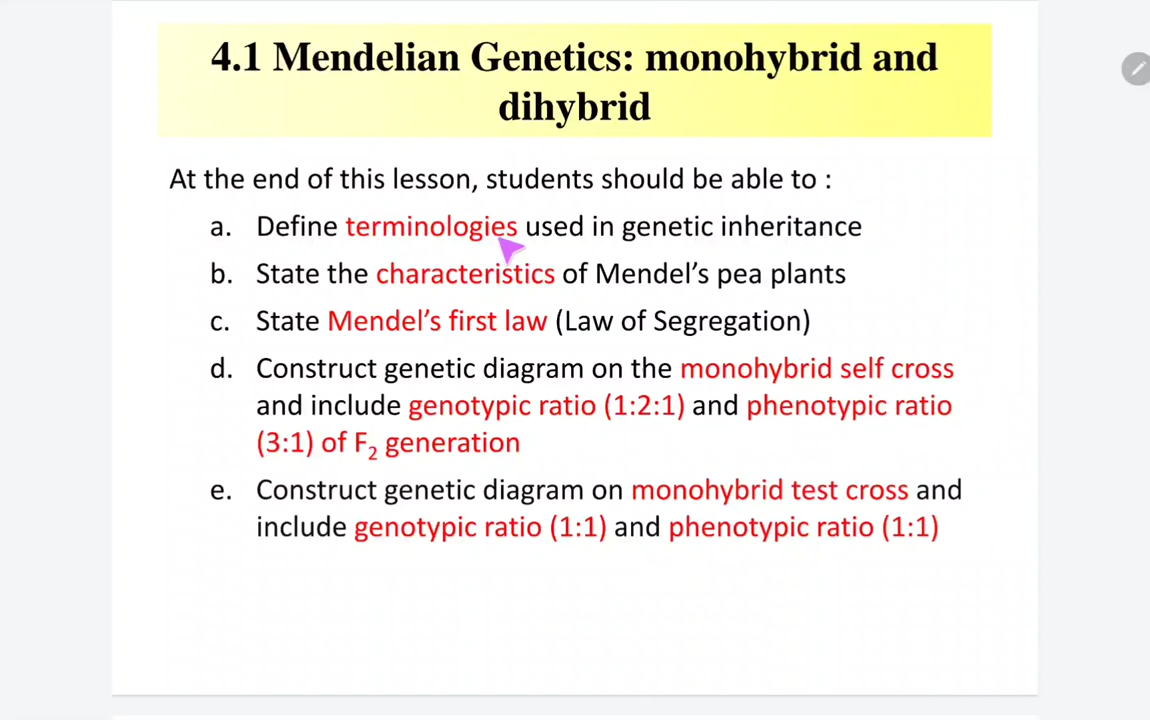 4.1 Mendelian Genetics: monohybrid and
dihybrid
At the end of this lesson, students should be able to :
a. Define terminologies used in genetic inheritance
b. State the characteristics of Mendel’s pea plants
c. State Mendel’s first law (Law of Segregation)
d. Construct genetic diagram on the monohybrid self cross
and include genotypic ratio (1:2:1) and phenotypic ratio
(3:1) of F₂ generation
e. Construct genetic diagram on monohybrid test cross and
include genotypic ratio (1:1) and phenotypic ratio (1:1)